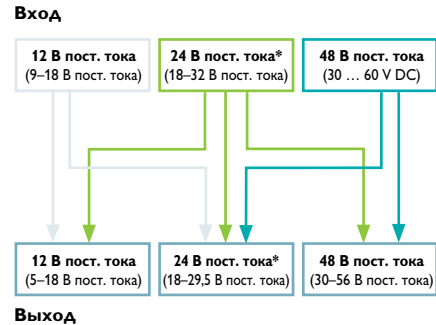 Вход
12 В пост. тока
(9–18 В пост. тока)
24 В пост. тока*
(18–32 В пост. тока)
48 В пост. тока
(30 ... 60 V DC)
12 В пост. тока
(5–18 В пост. тока)
24 В пост. тока*
(18–29,5 В пост. тока)
48 В пост. тока
(30–56 В пост. тока)
Выход